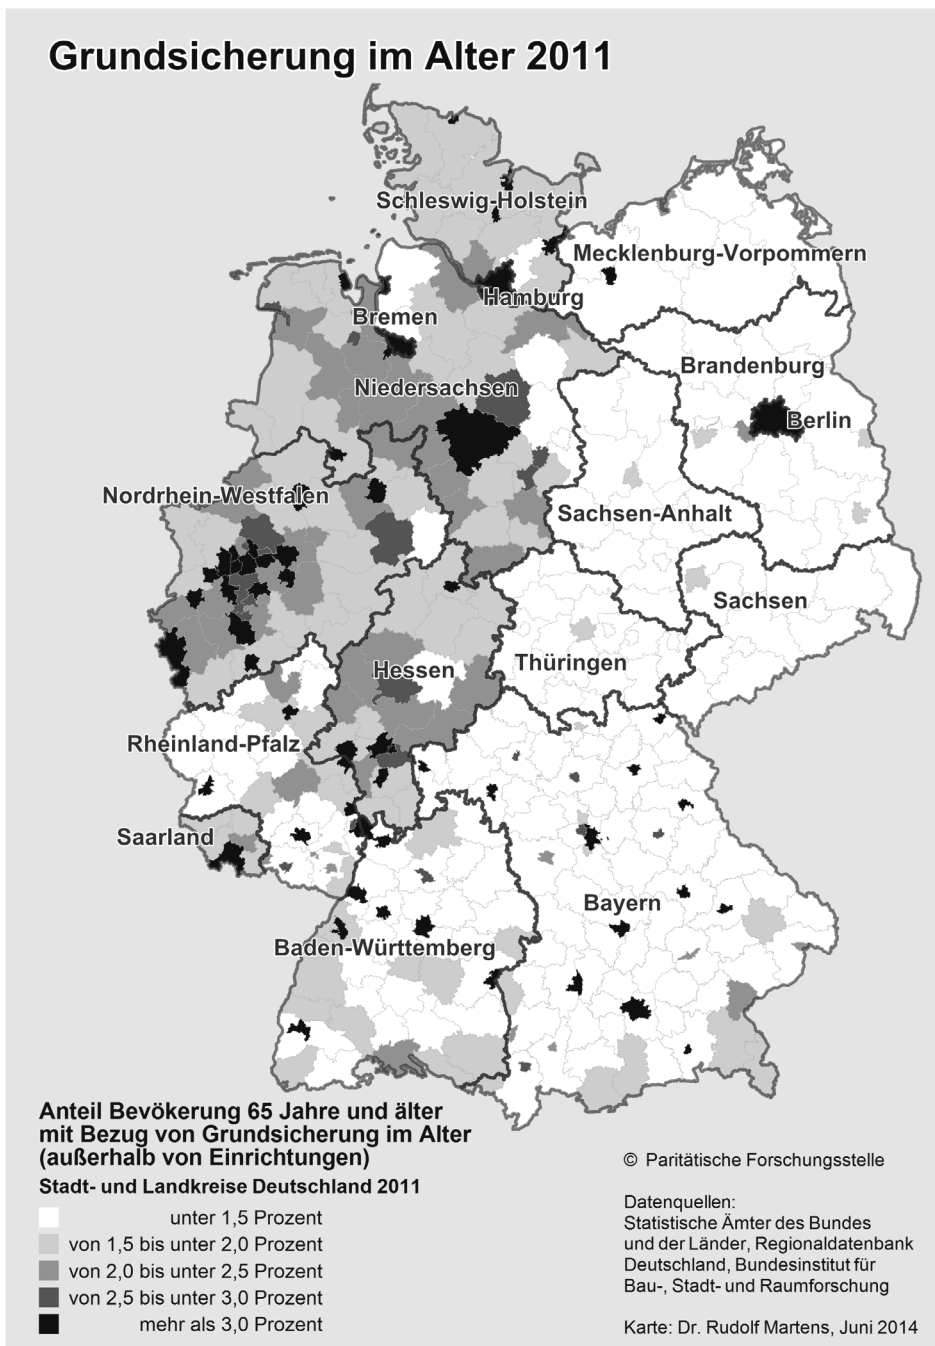 Grundsicherung im Alter 2011
Schleswig-Holstein
Mecklenburg-Vorpommern
Hamburg
Bremen
Brandenburg
Niedersachsen
Berlin
Nordrhein-Westfalen
Sachsen-Anhalt
Sachsen
Hessen
Thüringen
Rheinland-Pfalz
Saarland
Bayern
Baden-Württemberg
Anteil Bevökerung 65 Jahre und älter
mit Bezug von Grundsicherung im Alter
(außerhalb von Einrichtungen)
Stadt- und Landkreise Deutschland 2011
unter 1,5 Prozent
von 1,5 bis unter 2,0 Prozent
von 2,0 bis unter 2,5 Prozent
von 2,5 bis unter 3,0 Prozent
mehr als 3,0 Prozent
© Paritätische Forschungsstelle
Datenquellen:
Statistische Ämter des Bundes
und der Länder, Regionaldatenbank
Deutschland, Bundesinstitut für
Bau-, Stadt- und Raumforschung
Karte: Dr. Rudolf Martens, Juni 2014